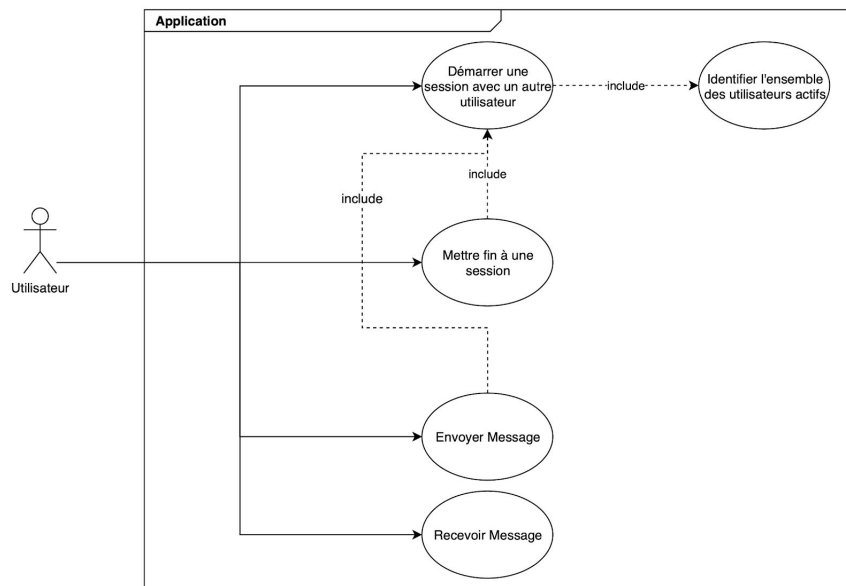 Application
Démarrer une
session avec un autre
utilisateur
include
Identifier l'ensemble
des utilisateurs actifs
include
include
Mettre fin à une
session
Utilisateur
Envoyer Message
Recevoir Message